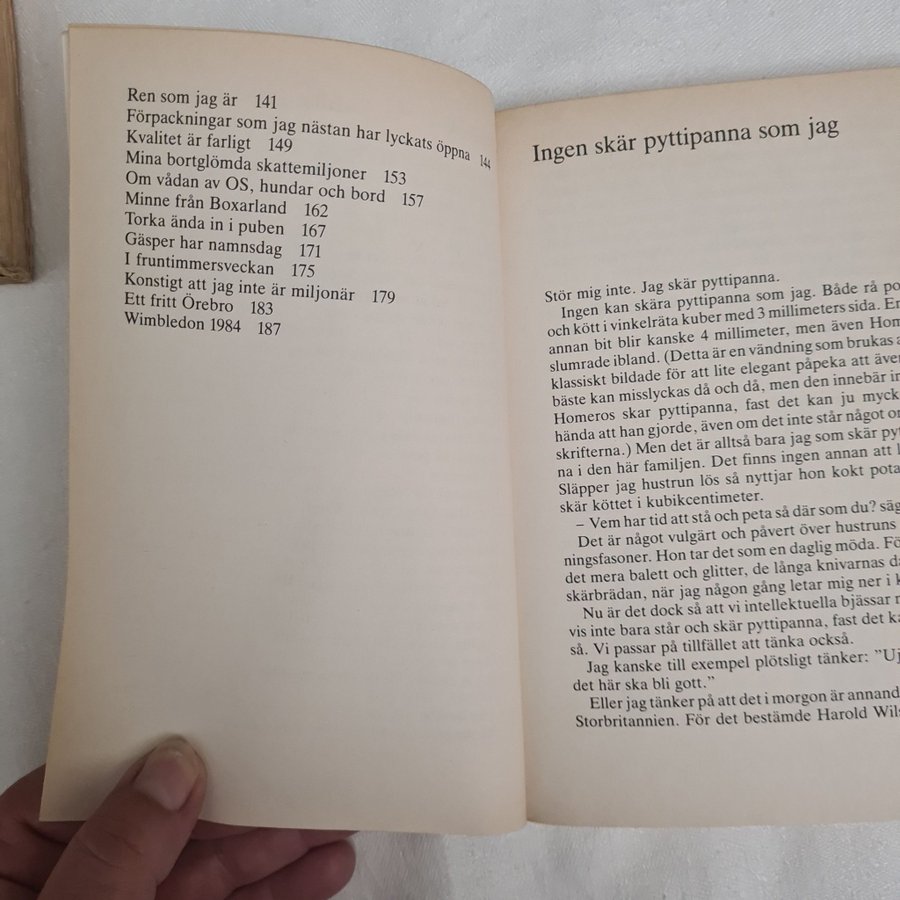 Ren som jag är 141
Förpackningar som jag nästan har lyckats öppna 144
Kvalitet är farligt 149
Mina bortglömda skattemiljoner 153
Om vådan av OS, hundar och bord 157
Minne från Boxarland 162
Torka ända in i puben 167
Gäsper har namnsdag 171
I fruntimmersveckan 175
Konstigt att jag inte är miljonär 179
Ett fritt Örebro 183
Wimbledon 1984 187
Ingen skär pyttipanna som jag
Stör mig inte. Jag skär pyttipanna.
Ingen kan skära pyttipanna som jag. Både rå po
och kött i vinkelräta kuber med 3 millimeters sida. En
annan bit blir kanske 4 millimeter, men även Hom
slumrade ibland. (Detta är en vändning som brukas a
klassiskt bildade för att lite elegant påpeka att äver
bäste kan misslyckas då och då, men den innebär in
Homeros skar pyttipanna, fast det kan ju myck
hända att han gjorde, även om det inte står något or
skrifterna.) Men det är alltså bara jag som skär py
na i den här familjen. Det finns ingen annan att l
Släpper jag hustrun lös så nyttjar hon kokt pota
skär köttet i kubikcentimeter.
– Vem har tid att stå och peta så där som du? säg
Det är något vulgärt och påvert över hustruns
ningsfasoner. Hon tar det som en daglig möda. Fö
det mera balett och glitter, de långa knivarnas da
skärbrädan, när jag någon gång letar mig ner i k
Nu är det dock så att vi intellektuella bjässar n
vis inte bara står och skär pyttipanna, fast det ka
så. Vi passar på tillfället att tänka också.
Jag kanske till exempel plötsligt tänker: ”Uj
det här ska bli gott.”
Eller jag tänker på att det i morgon är annand
Storbritannien. För det bestämde Harold Wils